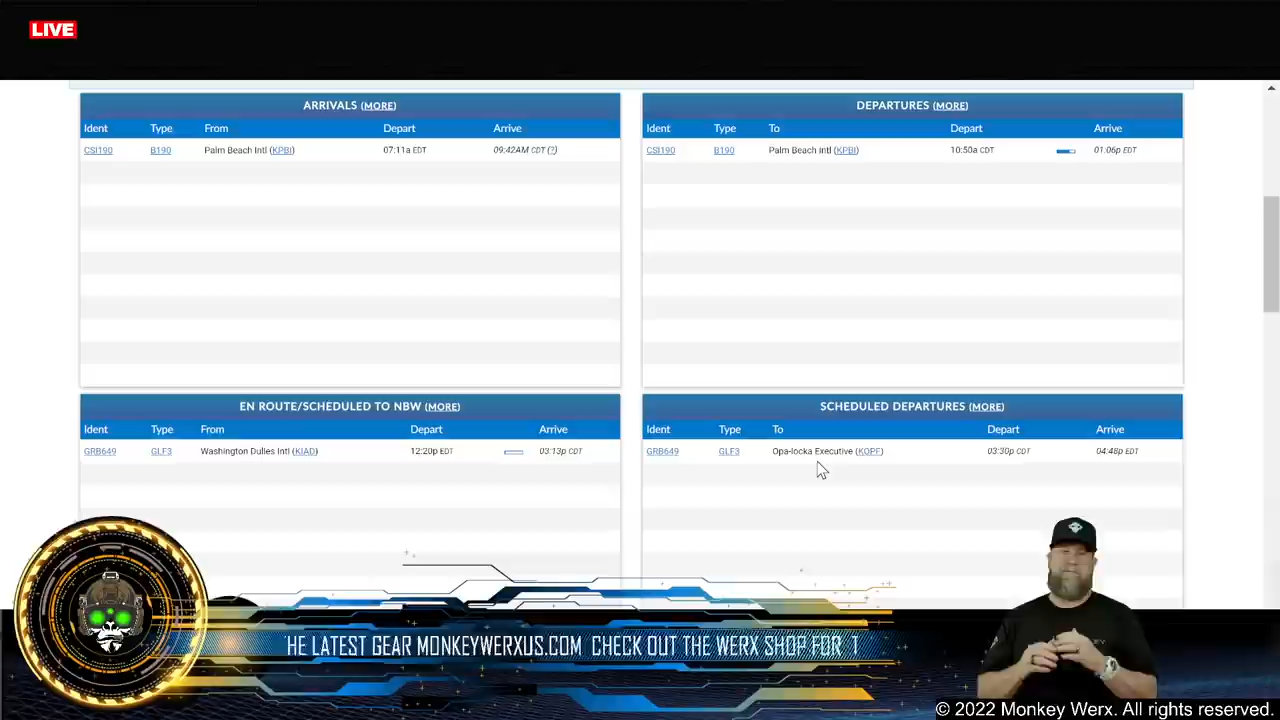 LIVE
ARRIVALS (MORE)
Ident Type From Depart Arrive
CSI190 B190 Palm Beach Intl (KPBI) 07:11a EDT 09:42AM CDT (?)
DEPARTURES (MORE)
Ident Type To Depart Arrive
CSI190 B190 Palm Beach Intl (KPBI) 10:50a CDT 01:06p EDT
EN ROUTE/SCHEDULED TO NBW (MORE)
Ident Type From Depart Arrive
GRB649 GLF3 Washington Dulles Intl (KIAD) 12:20p EDT 03:13p CDT
SCHEDULED DEPARTURES (MORE)
Ident Type To Depart Arrive
GRB649 GLF3 Opa-locka Executive (KOPF) 03:30p CDT 04:48p EDT
HE LATEST GEAR MONKEYWERXUS.COM CHECK OUT THE WERX SHOP FOR
© 2022 Monkey Werx. All rights reserved.